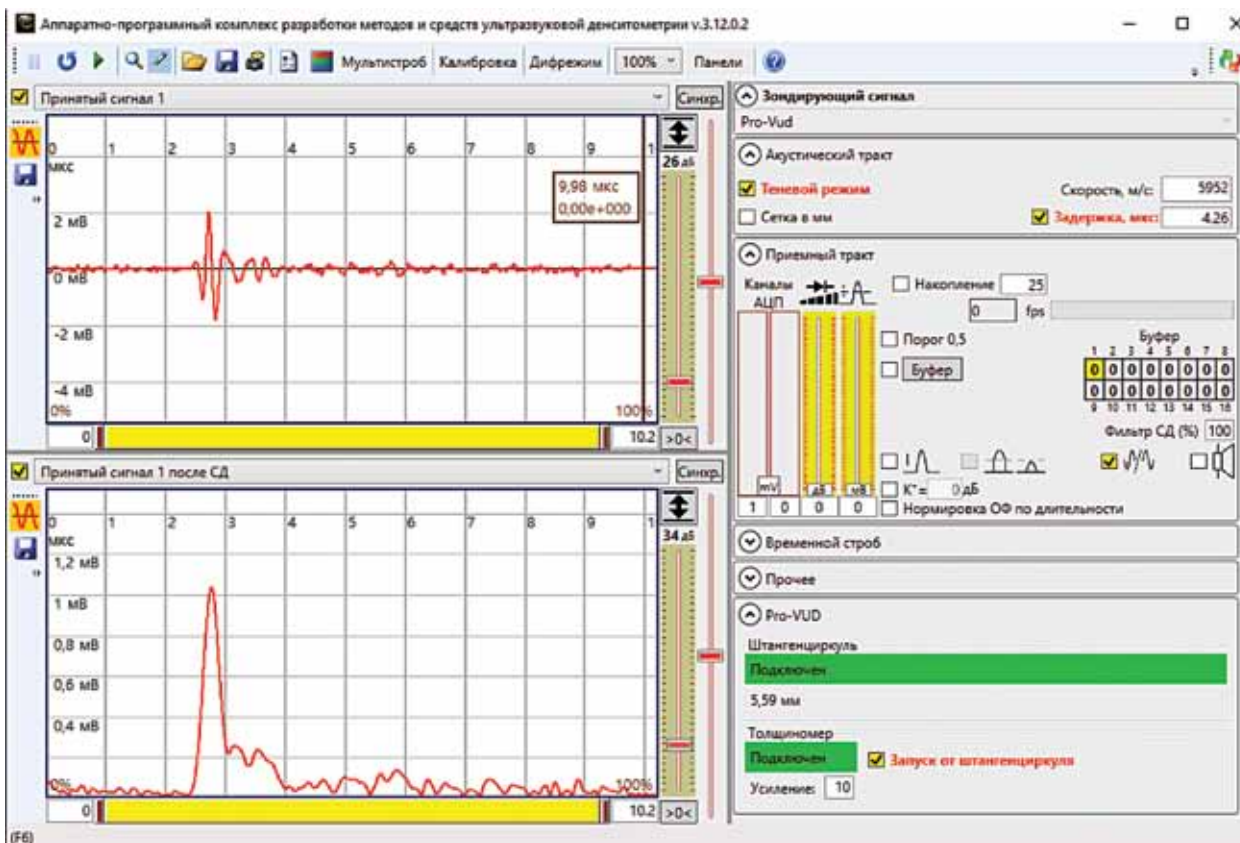 Аппаратно-программный комплекс разработки методов и средств ультразвуковой денситометрии v.3.12.0.2
Мультистроб Калибровка Дифрежим 100% Панели
Принятый сигнал 1 Синхр.
0 1 2 3 4 5 6 7 8 9 1
мкс
26 дБ
9,98 мкс
0,00e+000
2 мВ
0 мВ
-2 мВ
-4 мВ
0% 100%
0 10.2 >0<
Принятый сигнал 1 после СД Синхр.
0 1 2 3 4 5 6 7 8 9 1
мкс
34 дБ
1,2 мВ
1 мВ
0,8 мВ
0,6 мВ
0,4 мВ
0% 100%
0 10.2 >0<
(F6)
Зондирующий сигнал
Pro-Vud
Акустический тракт
Теневой режим Скорость, м/с: 5952
Сетка в мм Задержка, мкс: 4.26
Приемный тракт
Каналы
АЦП
Накопление 25
0 fps
Порог 0,5
Буфер
Буфер
1 2 3 4 5 6 7 8
0 0 0 0 0 0 0 0
0 0 0 0 0 0 0 0
9 10 11 12 13 14 15 16
Фильтр СД (%) 100
mV дБ мВ
K"= 0 дБ
1 0 0 0 Нормировка ОФ по длительности
Временной строб
Прочее
Pro-VUD
Штангенциркуль
Подключен
5,59 мм
Толщиномер
Подключен Запуск от штангенциркуля
Усиление: 10